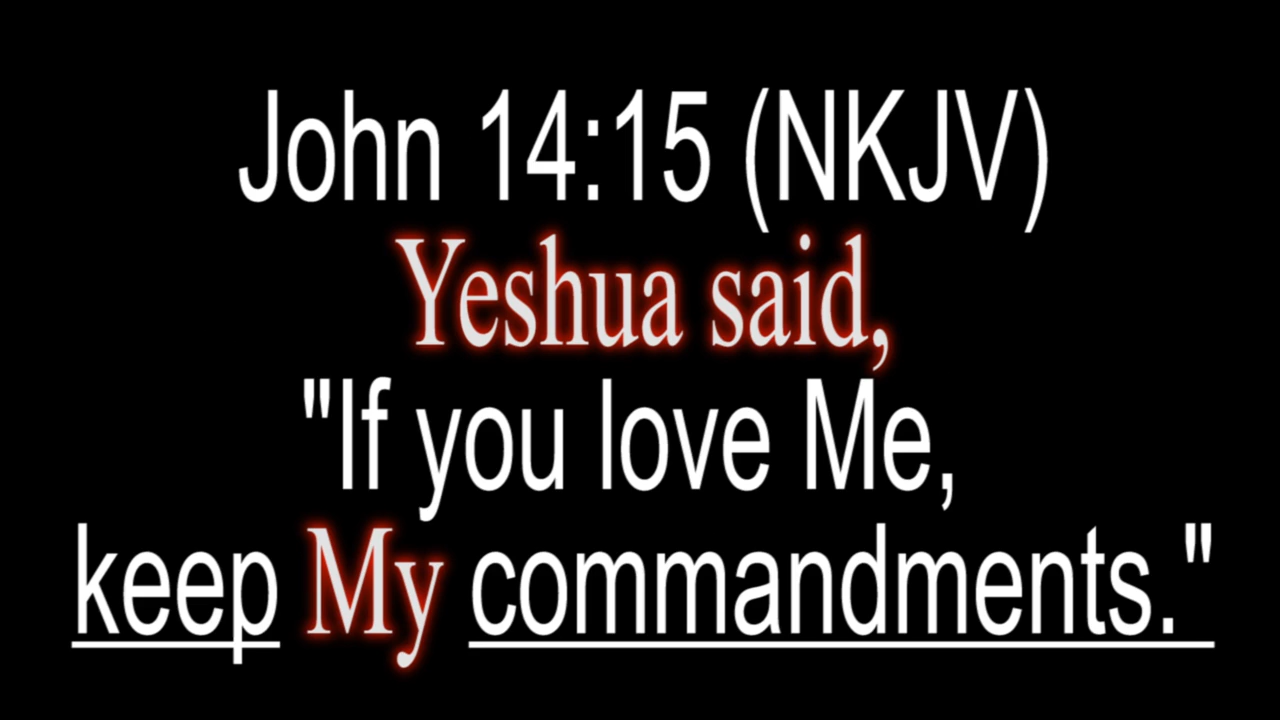 John 14:15 (NKJV)
Yeshua said,
"If you love Me,
keep My commandments."